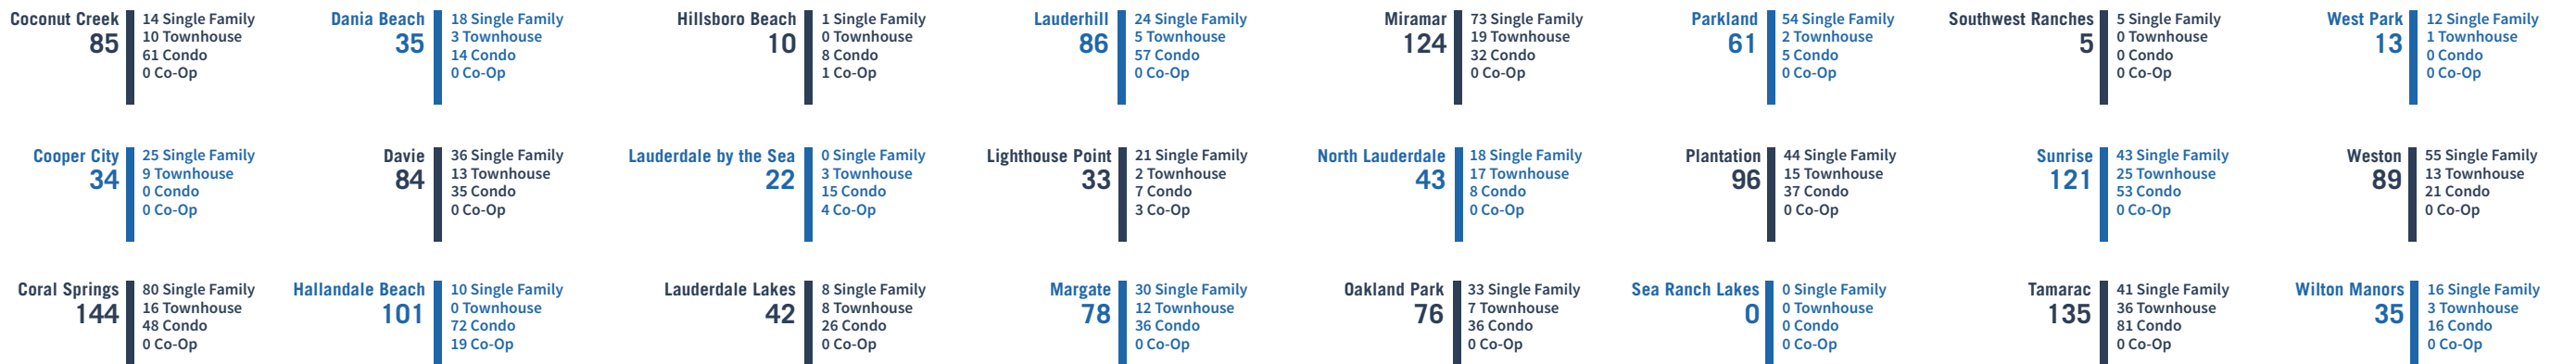 Coconut Creek
85
14 Single Family
10 Townhouse
61 Condo
0 Co-Op
Dania Beach
35
18 Single Family
3 Townhouse
14 Condo
0 Co-Op
Hillsboro Beach
10
1 Single Family
0 Townhouse
8 Condo
1 Co-Op
Lauderhill
86
24 Single Family
5 Townhouse
57 Condo
0 Co-Op
Miramar
124
73 Single Family
19 Townhouse
32 Condo
0 Co-Op
Parkland
61
54 Single Family
2 Townhouse
5 Condo
0 Co-Op
Southwest Ranches
5
5 Single Family
0 Townhouse
0 Condo
0 Co-Op
West Park
13
12 Single Family
1 Townhouse
0 Condo
0 Co-Op
Cooper City
34
25 Single Family
9 Townhouse
0 Condo
0 Co-Op
Davie
84
36 Single Family
13 Townhouse
35 Condo
0 Co-Op
Lauderdale by the Sea
22
0 Single Family
3 Townhouse
15 Condo
4 Co-Op
Lighthouse Point
33
21 Single Family
2 Townhouse
7 Condo
3 Co-Op
North Lauderdale
43
18 Single Family
17 Townhouse
8 Condo
0 Co-Op
Plantation
96
44 Single Family
15 Townhouse
37 Condo
0 Co-Op
Sunrise
121
43 Single Family
25 Townhouse
53 Condo
0 Co-Op
Weston
89
55 Single Family
13 Townhouse
21 Condo
0 Co-Op
Coral Springs
144
80 Single Family
16 Townhouse
48 Condo
0 Co-Op
Hallandale Beach
101
10 Single Family
0 Townhouse
72 Condo
19 Co-Op
Lauderdale Lakes
42
8 Single Family
8 Townhouse
26 Condo
0 Co-Op
Margate
78
30 Single Family
12 Townhouse
36 Condo
0 Co-Op
Oakland Park
76
33 Single Family
7 Townhouse
36 Condo
0 Co-Op
Sea Ranch Lakes
0
0 Single Family
0 Townhouse
0 Condo
0 Co-Op
Tamarac
135
41 Single Family
36 Townhouse
81 Condo
0 Co-Op
Wilton Manors
35
16 Single Family
3 Townhouse
16 Condo
0 Co-Op